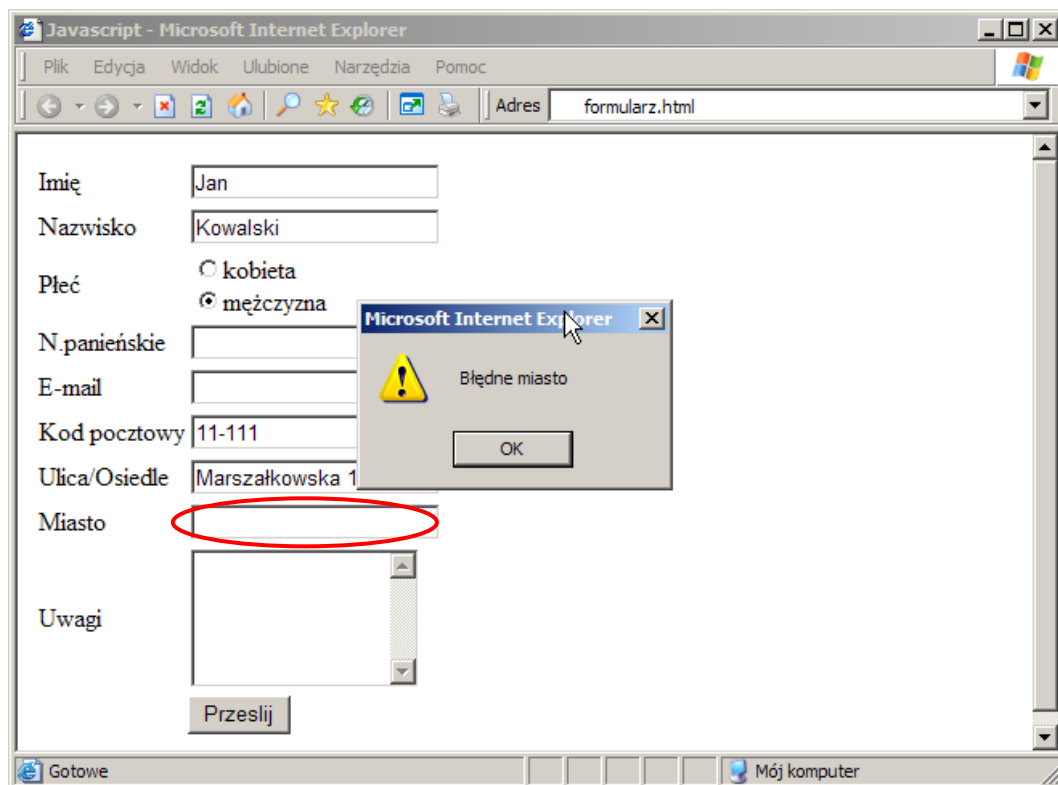 Javascript - Microsoft Internet Explorer
Plik Edycja Widok Ulubione Narzędzia Pomoc
Adres formularz.html
Imię Jan
Nazwisko Kowalski
Płeć
kobieta
mężczyzna
Microsoft Internet Explorer
Błędne miasto
OK
N.panieńskie
E-mail
Kod pocztowy 11-111
Ulica/Osiedle Marszałkowska 1
Miasto
Uwagi
Przeslij
Gotowe Mój komputer